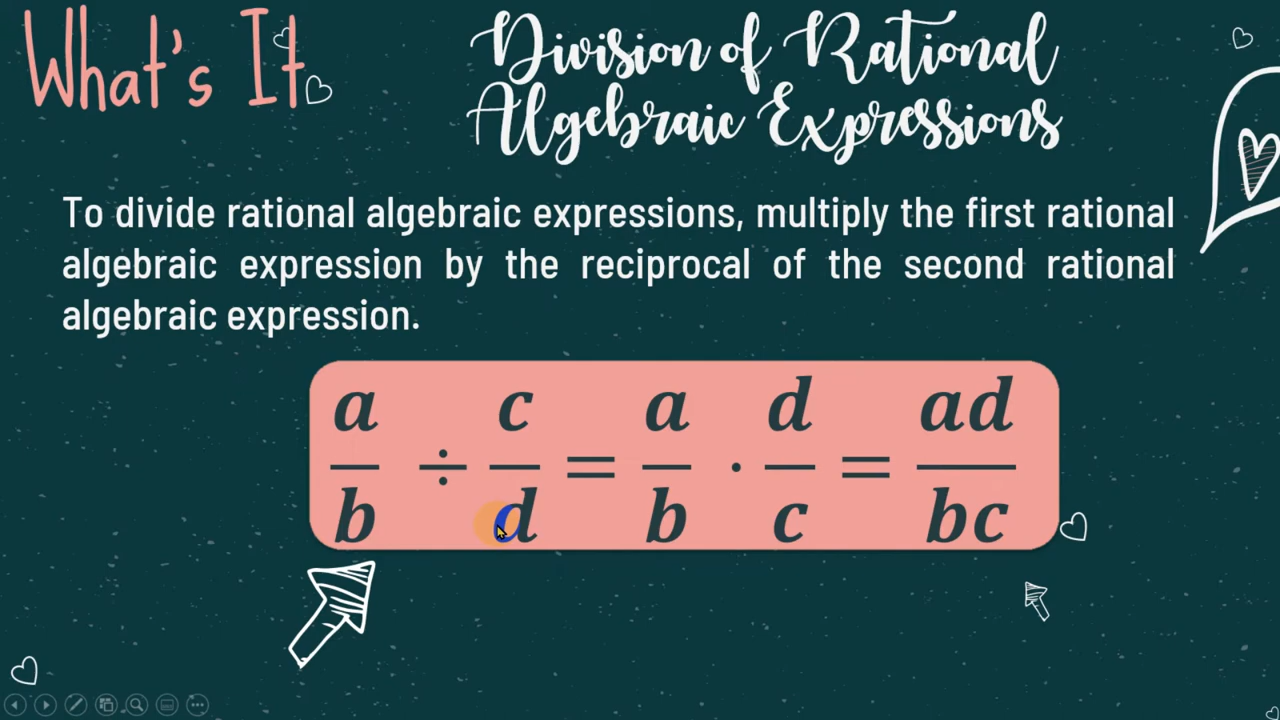 What's It
Division of Rational
Algebraic Expressions
To divide rational algebraic expressions, multiply the first rational
algebraic expression by the reciprocal of the second rational
algebraic expression.
a/b ÷ c/d = a/b · d/c = ad/bc